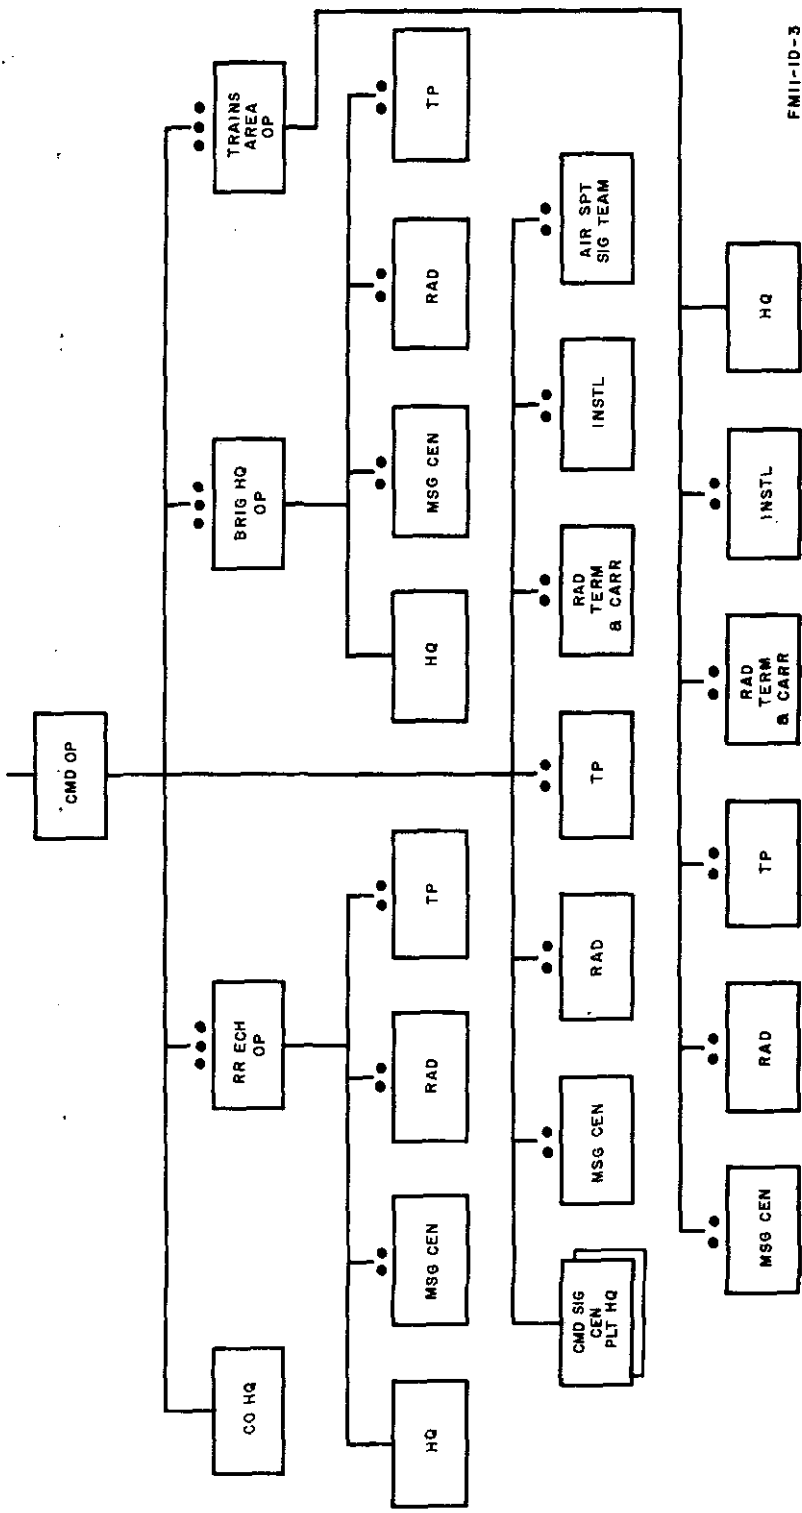 CMD OP
CO HQ
RR ECH
OP
BRIG HQ
OP
TRAINS
AREA
OP
HQ
MSG CEN
RAD
TP
HQ
MSG CEN
RAD
TP
CMD SIG
CEN
PLT HQ
MSG CEN
RAD
TP
RAD
TERM
& CARR
INSTL
AIR SPT
SIG TEAM
MSG CEN
RAD
TP
RAD
TERM
& CARR
INSTL
HQ
FM11-10-3